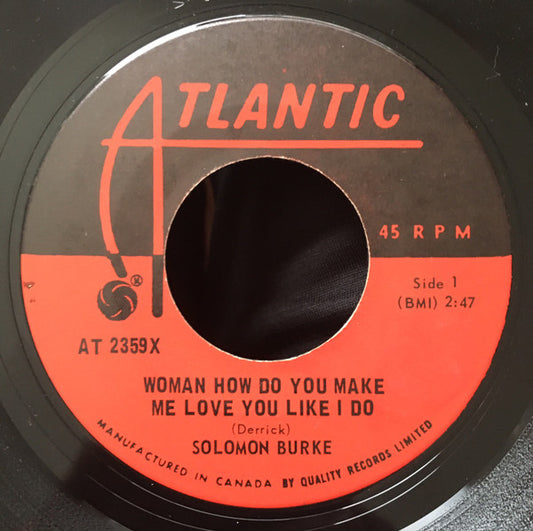 ATLANTIC
45 RPM
Side 1
(BMI) 2:47
®
AT 2359X
WOMAN HOW DO YOU MAKE
ME LOVE YOU LIKE I DO
(Derrick)
SOLOMON BURKE
MANUFACTURED IN CANADA BY QUALITY RECORDS LIMITED